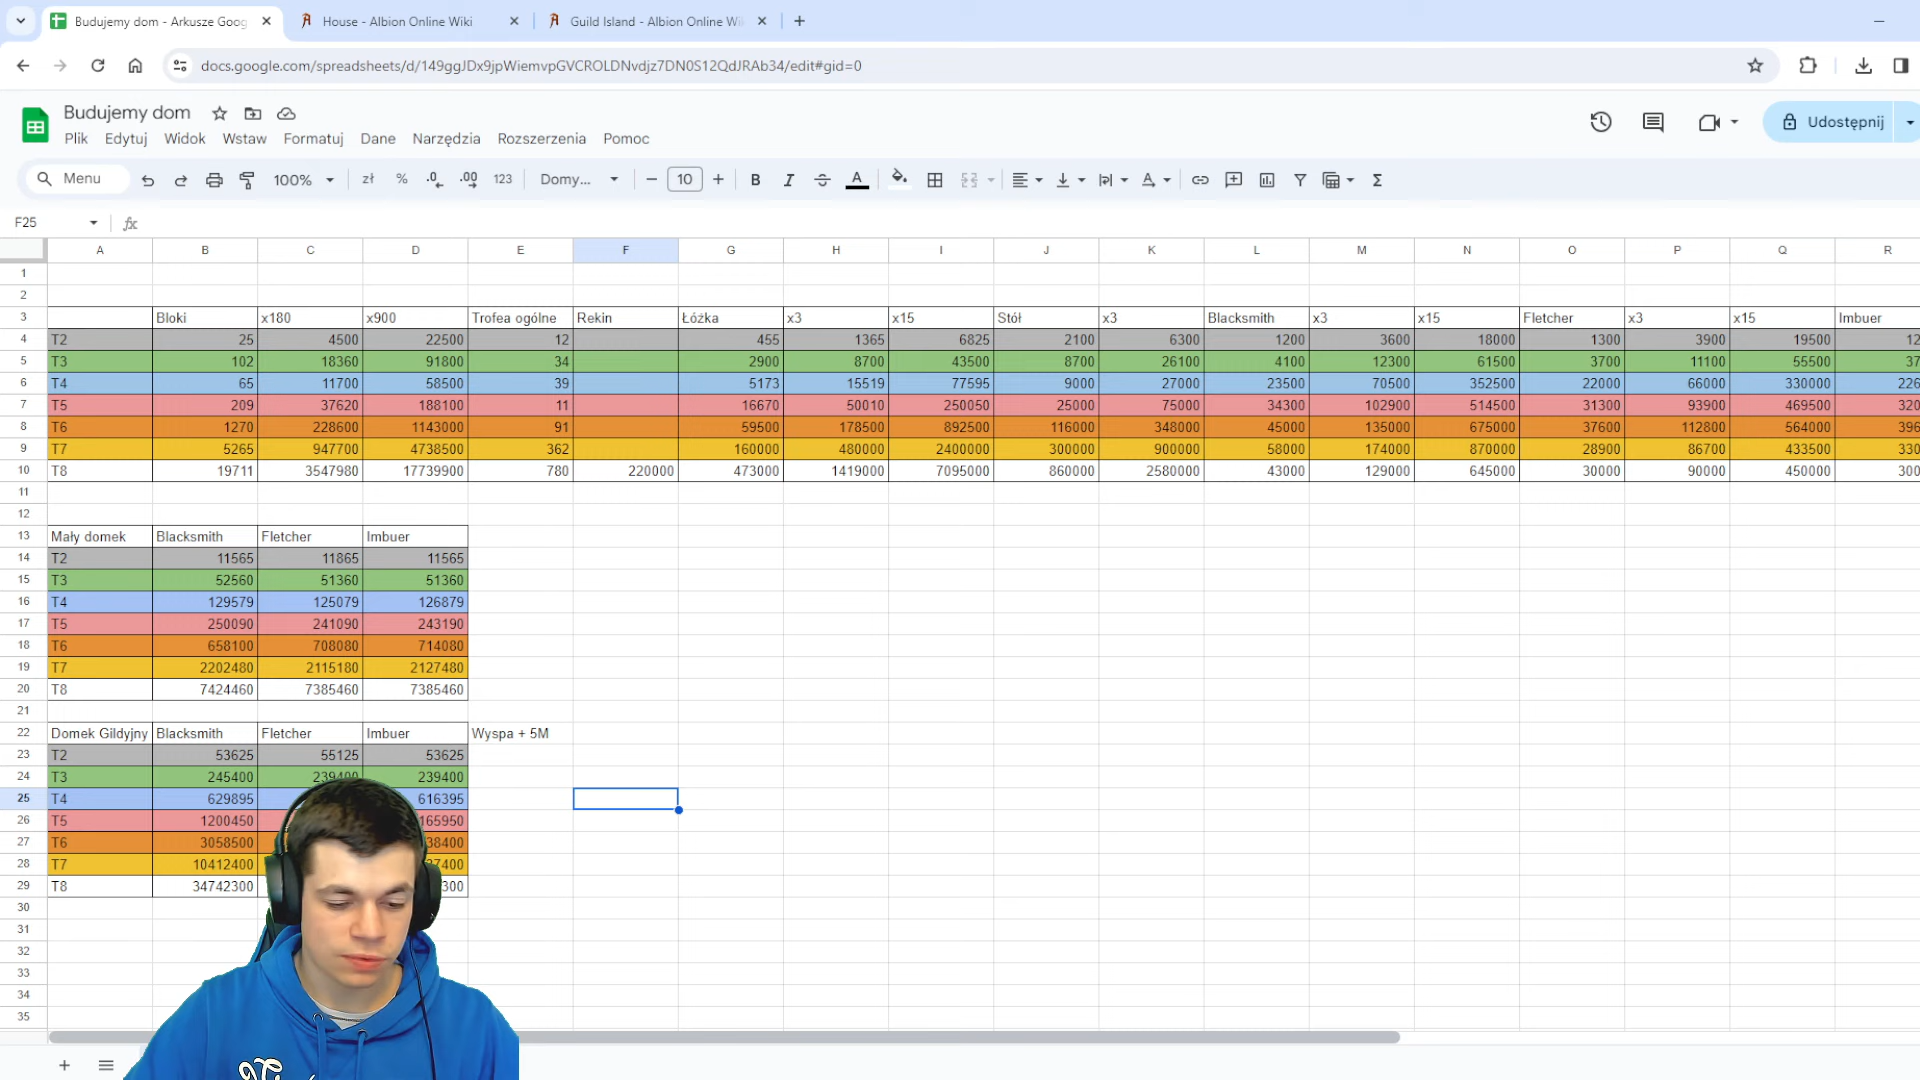 Budujemy dom - Arkusze Goog
House - Albion Online Wiki
Guild Island - Albion Online Wi
docs.google.com/spreadsheets/d/149ggJDx9jpWiemvpGVCROLDNvdjz7DN0S12QdJRAb34/edit#gid=0
Budujemy dom
Plik Edytuj Widok Wstaw Formatuj Dane Narzędzia Rozszerzenia Pomoc
Udostępnij
Menu 100% zł % .0 .00 123 Domy... 10 B I A A Σ
F25 fx
A B C D E F G H I J K L M N O P Q R
1
2
3 Bloki x180 x900 Trofea ogólne Rekin Łóżka x3 x15 Stół x3 Blacksmith x3 x15 Fletcher x3 x15 Imbuer
4 T2 25 4500 22500 12 455 1365 6825 2100 6300 1200 3600 18000 1300 3900 19500 12
5 T3 102 18360 91800 34 2900 8700 43500 8700 26100 4100 12300 61500 3700 11100 55500 37
6 T4 65 11700 58500 39 5173 15519 77595 9000 27000 23500 70500 352500 22000 66000 330000 226
7 T5 209 37620 188100 11 16670 50010 250050 25000 75000 34300 102900 514500 31300 93900 469500 320
8 T6 1270 228600 1143000 91 59500 178500 892500 116000 348000 45000 135000 675000 37600 112800 564000 396
9 T7 5265 947700 4738500 362 160000 480000 2400000 300000 900000 58000 174000 870000 28900 86700 433500 330
10 T8 19711 3547980 17739900 780 220000 473000 1419000 7095000 860000 2580000 43000 129000 645000 30000 90000 450000 300
11
12
13 Mały domek Blacksmith Fletcher Imbuer
14 T2 11565 11865 11565
15 T3 52560 51360 51360
16 T4 129579 125079 126879
17 T5 250090 241090 243190
18 T6 658100 708080 714080
19 T7 2202480 2115180 2127480
20 T8 7424460 7385460 7385460
21
22 Domek Gildyjny Blacksmith Fletcher Imbuer Wyspa + 5M
23 T2 53625 55125 53625
24 T3 245400 239400 239400
25 T4 629895 616395
26 T5 1200450 165950
27 T6 3058500 38400
28 T7 10412400 7400
29 T8 34742300 300
30
31
32
33
34
35